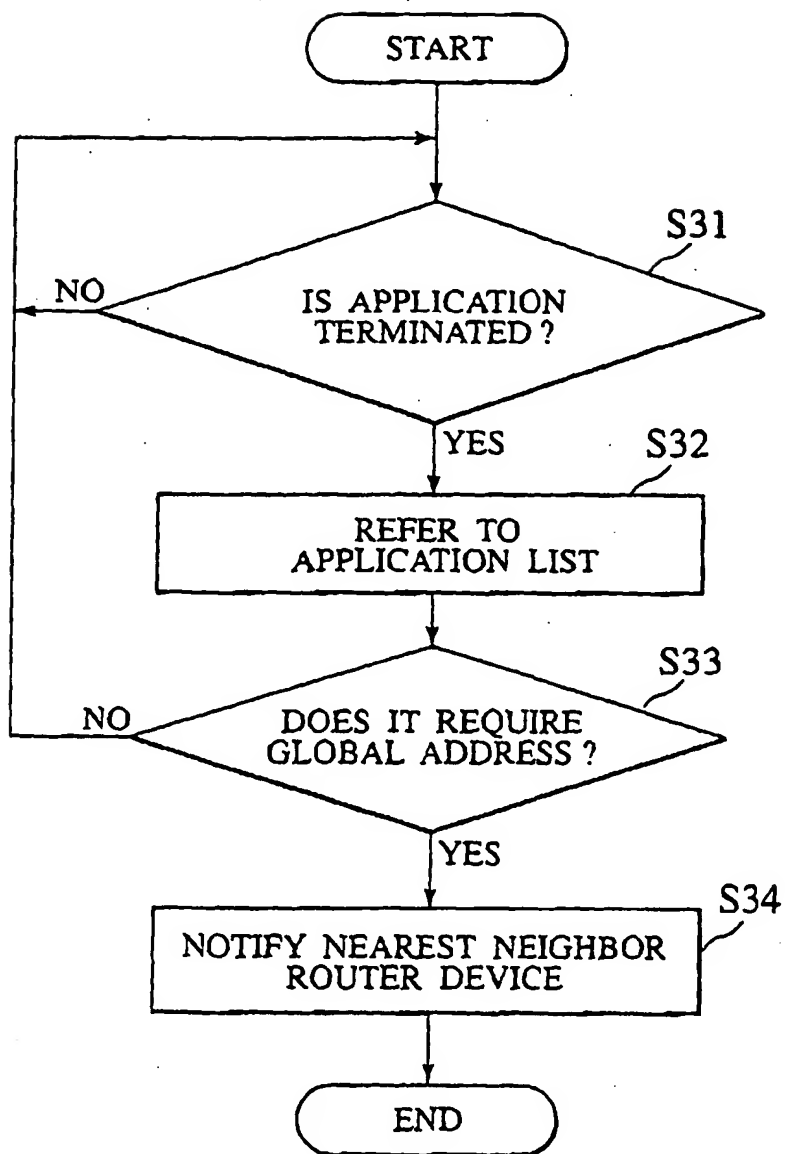 START
S31
NO
IS APPLICATION
TERMINATED ?
YES
S32
REFER TO
APPLICATION LIST
S33
NO
DOES IT REQUIRE
GLOBAL ADDRESS ?
YES
S34
NOTIFY NEAREST NEIGHBOR
ROUTER DEVICE
END